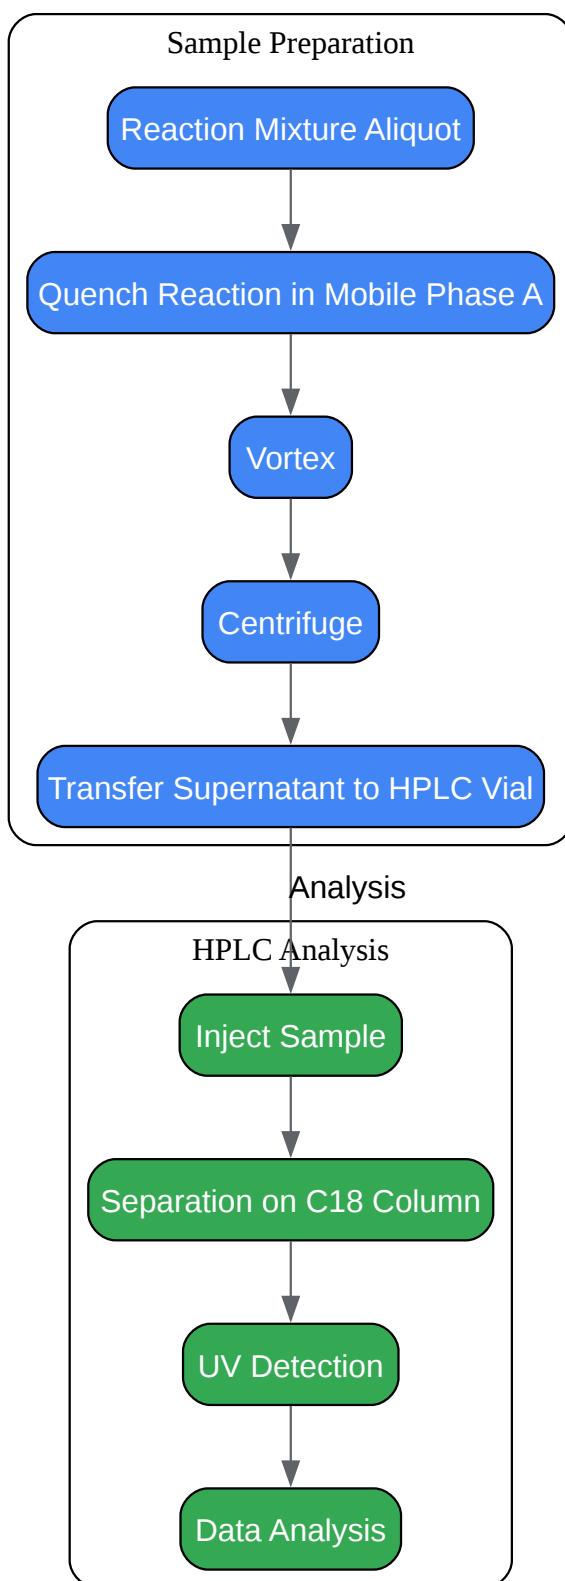 Sample Preparation
Reaction Mixture Aliquot
Quench Reaction in Mobile Phase A
Vortex
Centrifuge
Transfer Supernatant to HPLC Vial
Analysis
HPLC Analysis
Inject Sample
Separation on C18 Column
UV Detection
Data Analysis